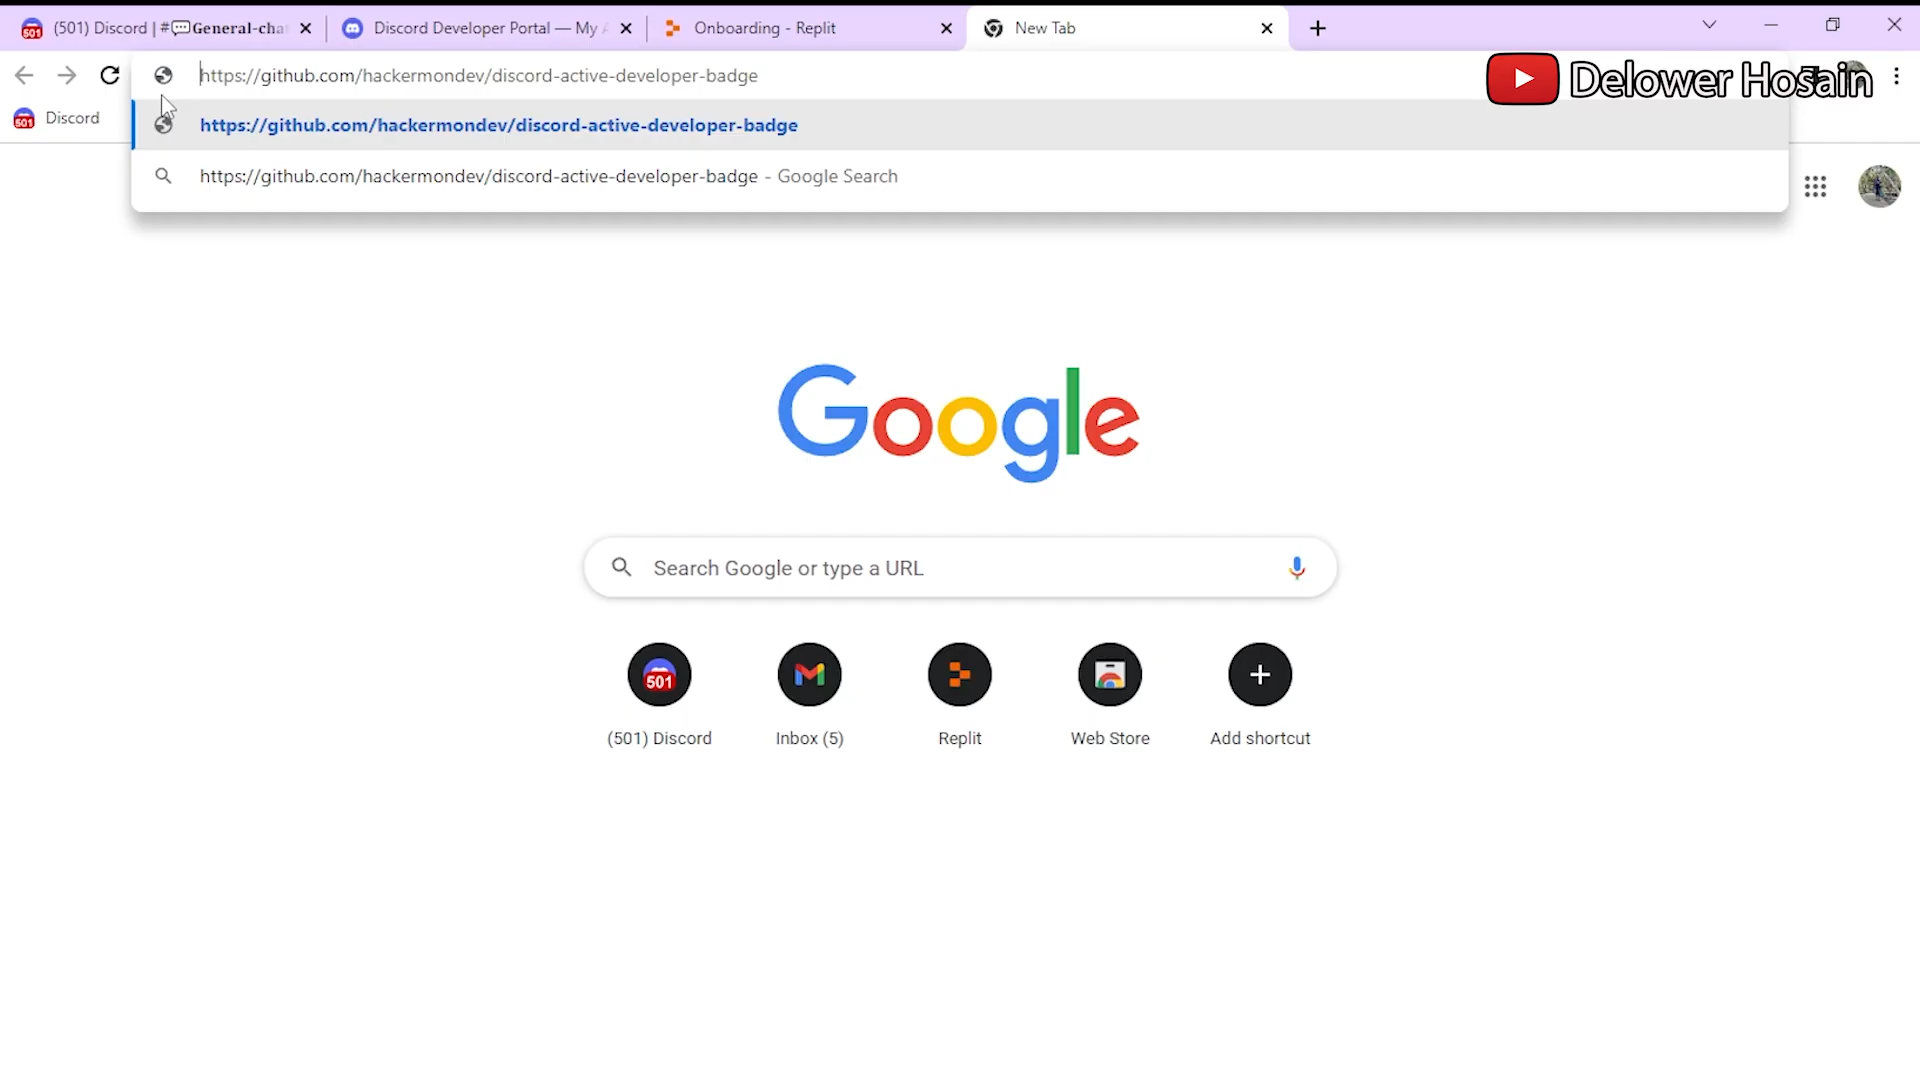 (501) Discord | #💬General-cha
Discord Developer Portal — My A
Onboarding - Replit
New Tab
https://github.com/hackermondev/discord-active-developer-badge
Delower Hosain
Discord
https://github.com/hackermondev/discord-active-developer-badge
https://github.com/hackermondev/discord-active-developer-badge - Google Search
Google
Search Google or type a URL
501
(501) Discord
Inbox (5)
Replit
Web Store
Add shortcut